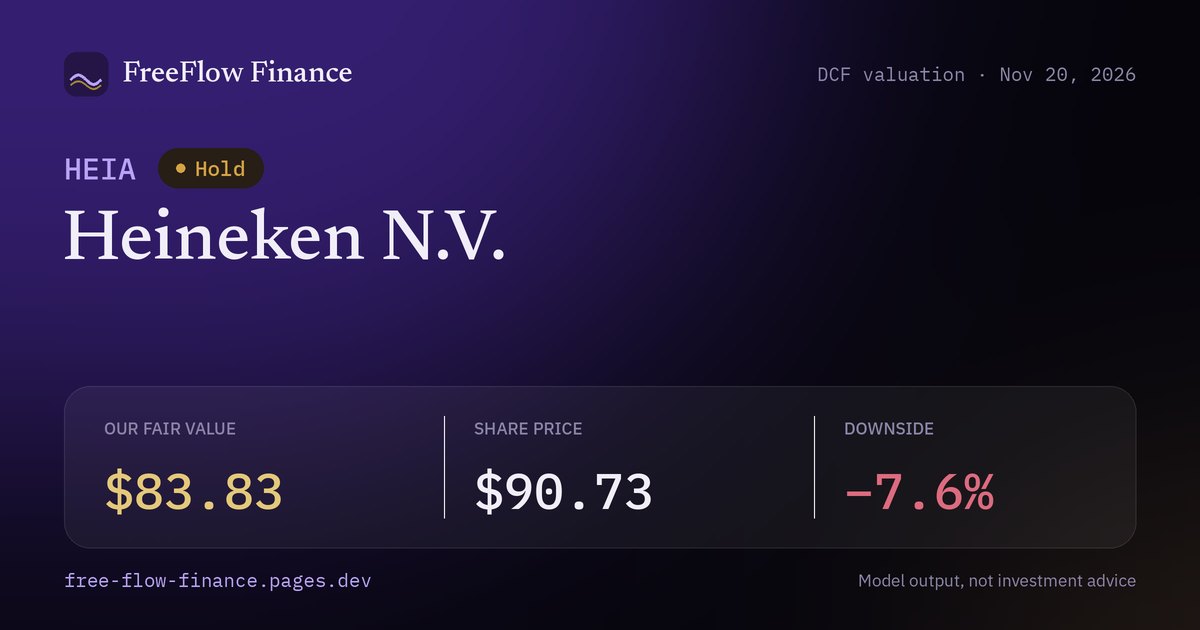 FreeFlow Finance
DCF valuation · Nov 20, 2026
HEIA
Hold
Heineken N.V.
OUR FAIR VALUE
$83.83
SHARE PRICE
$90.73
DOWNSIDE
−7.6%
free-flow-finance.pages.dev
Model output, not investment advice